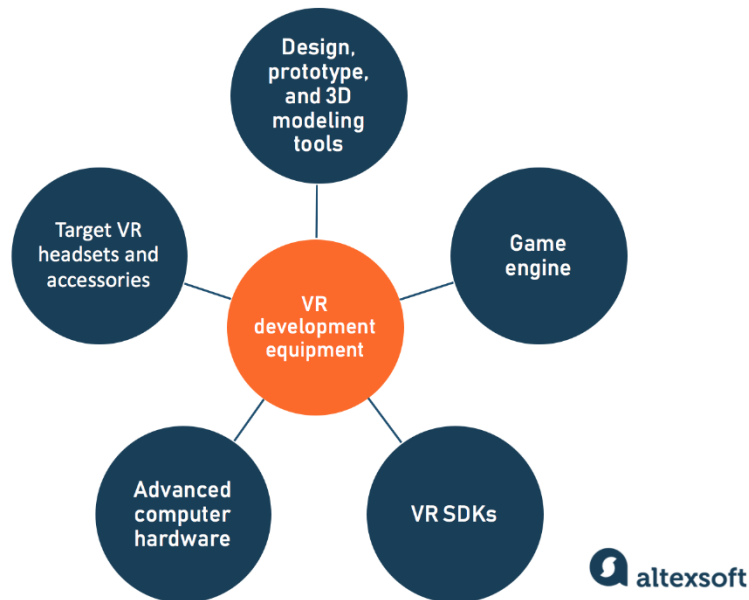 Design,
prototype,
and 3D
modeling
tools
Target VR
headsets and
accessories
Game
engine
VR
development
equipment
Advanced
computer
hardware
VR SDKs
altexsoft